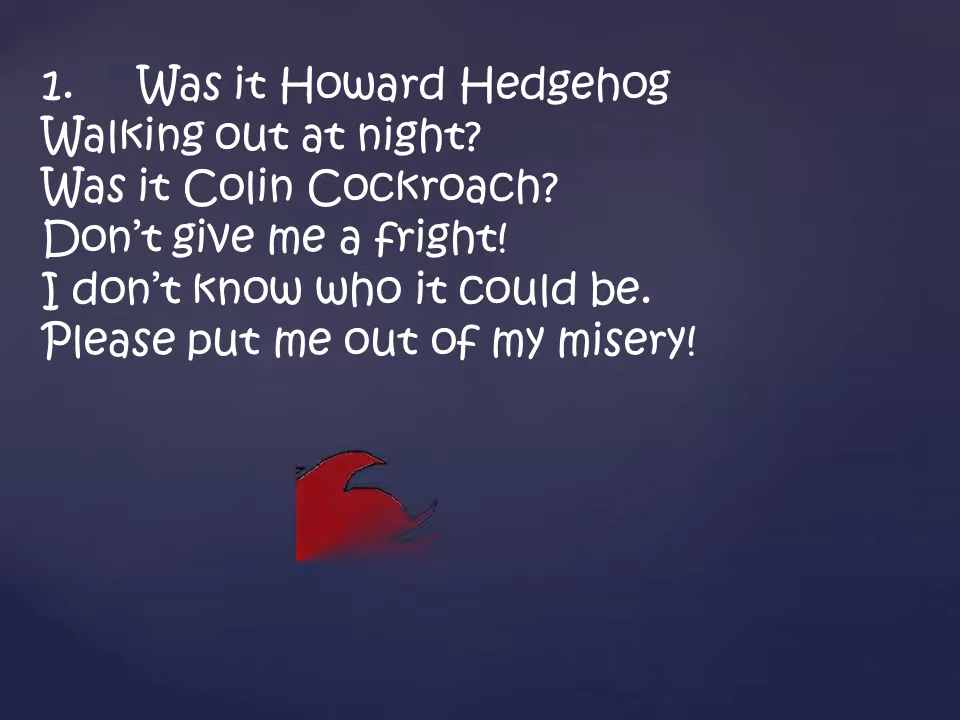 1. Was it Howard Hedgehog
Walking out at night?
Was it Colin Cockroach?
Don’t give me a fright!
I don’t know who it could be.
Please put me out of my misery!